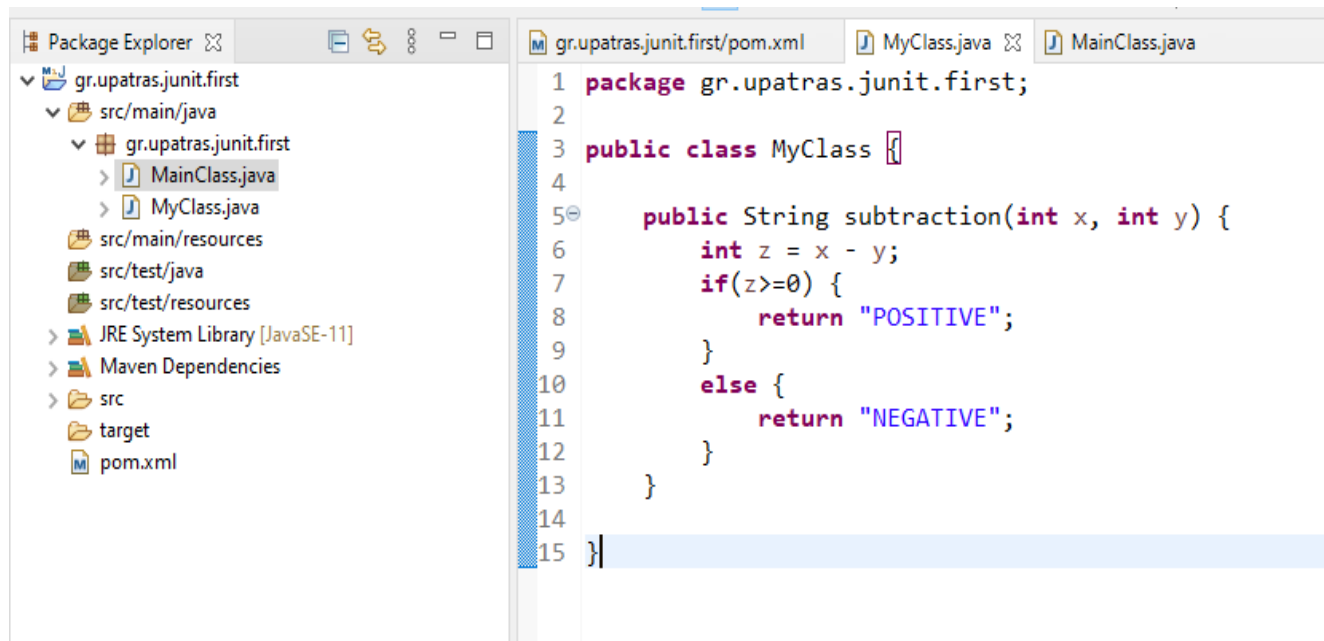 Package Explorer
gr.upatras.junit.first
src/main/java
gr.upatras.junit.first
MainClass.java
MyClass.java
src/main/resources
src/test/java
src/test/resources
JRE System Library [JavaSE-11]
Maven Dependencies
src
target
pom.xml
gr.upatras.junit.first/pom.xml MyClass.java MainClass.java
1 package gr.upatras.junit.first;
2
3 public class MyClass {
4
5 public String subtraction(int x, int y) {
6 int z = x - y;
7 if(z>=0) {
8 return "POSITIVE";
9 }
10 else {
11 return "NEGATIVE";
12 }
13 }
14
15 }